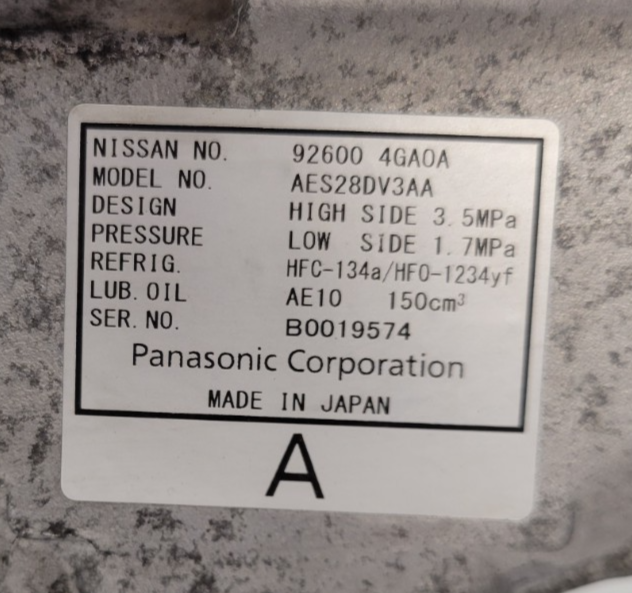 NISSAN NO. 92600 4GA0A
MODEL NO. AES28DV3AA
DESIGN HIGH SIDE 3.5MPa
PRESSURE LOW SIDE 1.7MPa
REFRIG. HFC-134a/HFO-1234yf
LUB. OIL AE10 150cm³
SER. NO. B0019574
Panasonic Corporation
MADE IN JAPAN
A